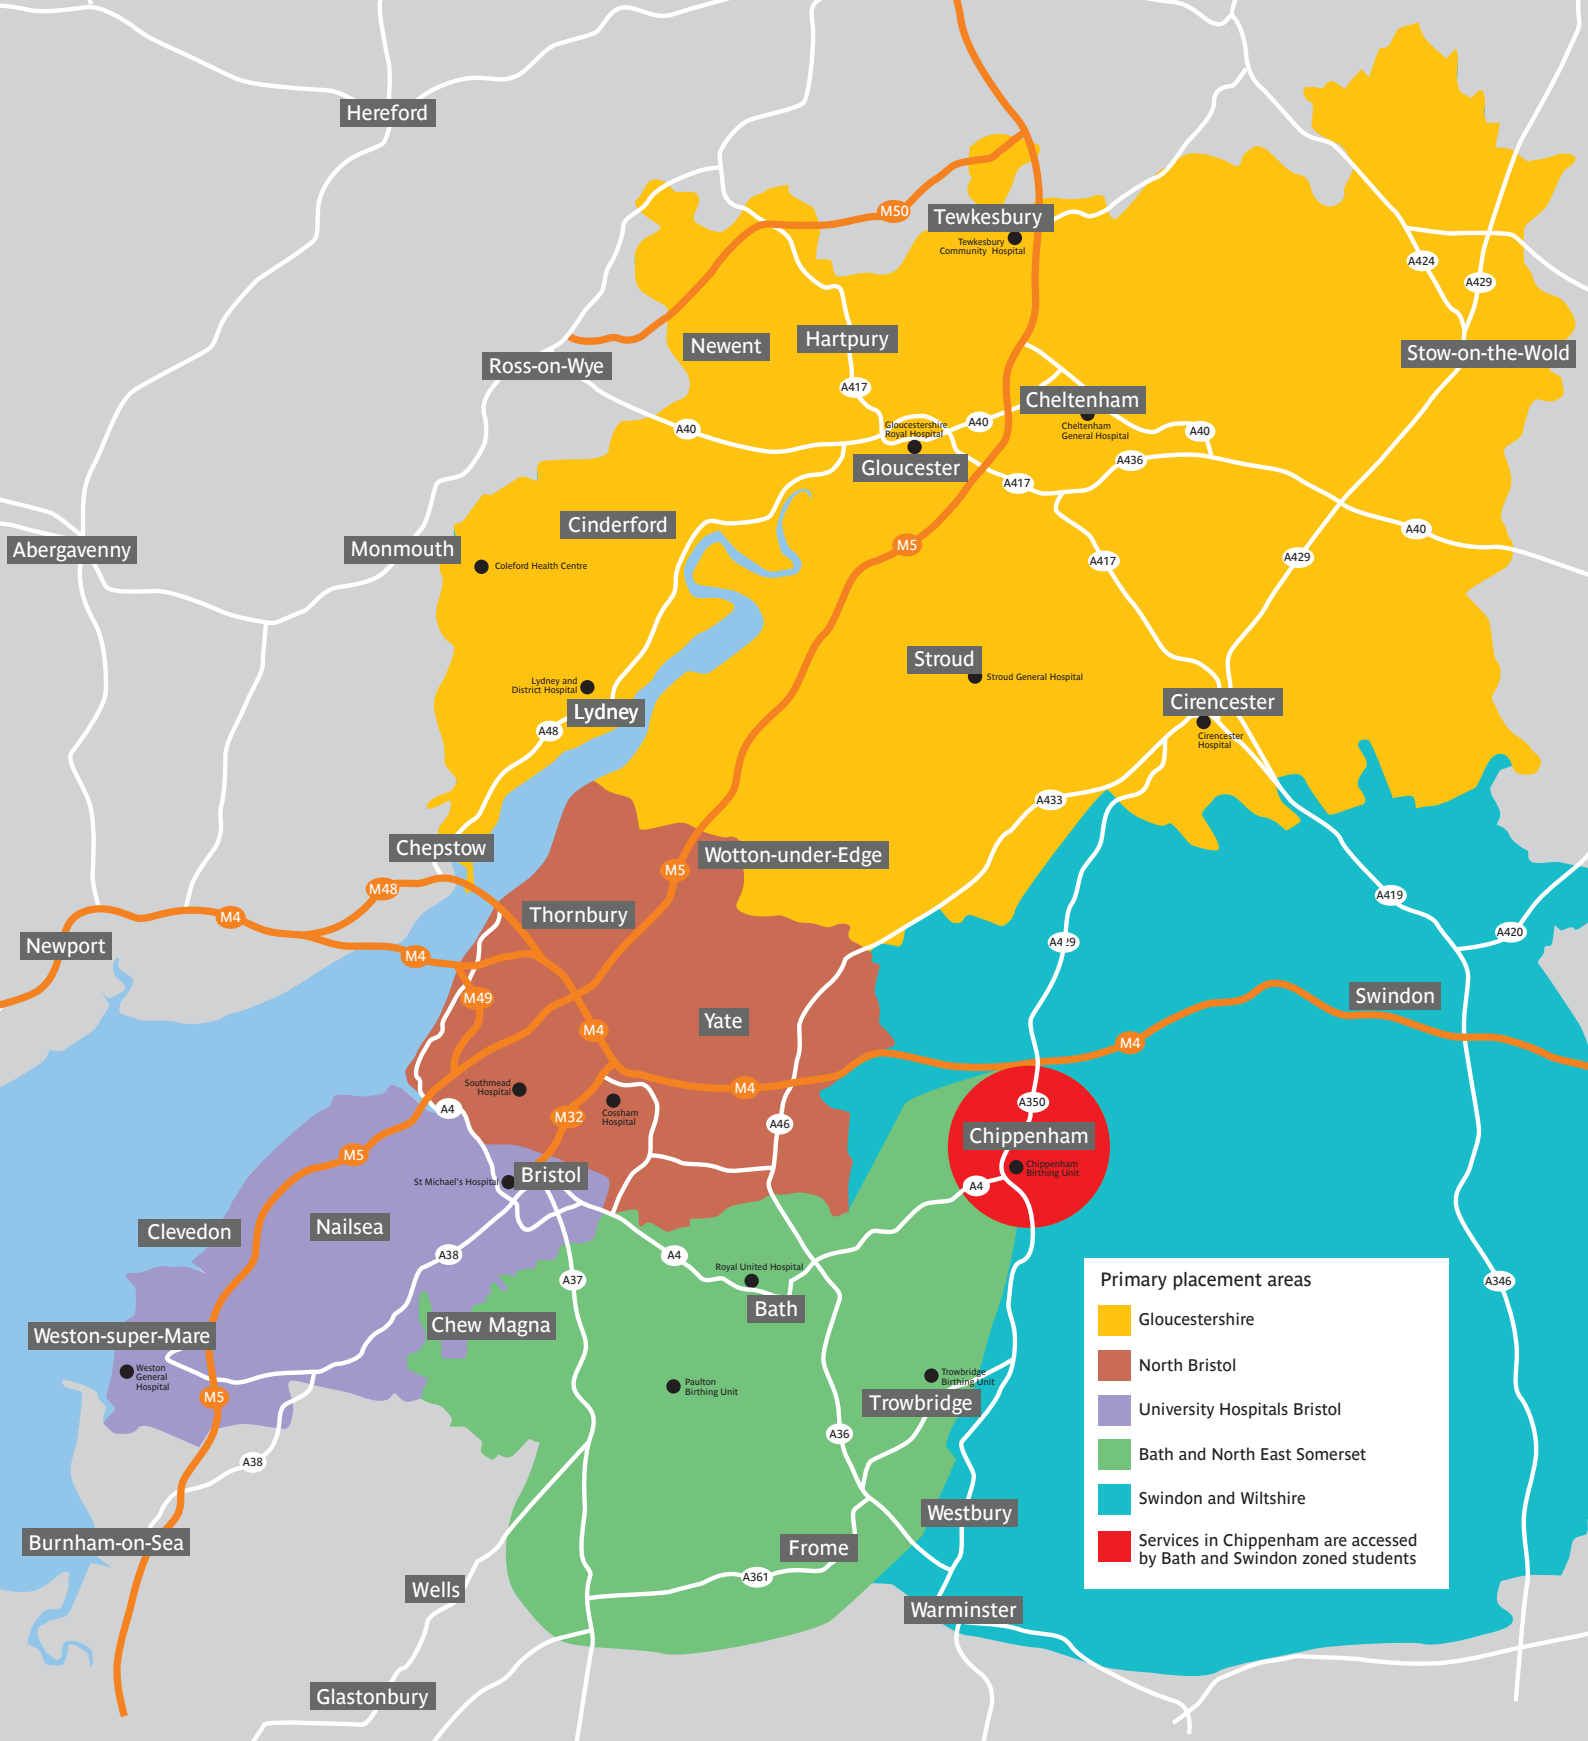 Hereford
M50
Tewkesbury
Tewkesbury
Community Hospital
A424
A429
Newent
Hartpury
Stow-on-the-Wold
Ross-on-Wye
A417
Cheltenham
Cheltenham
General Hospital
A40
Gloucestershire
Royal Hospital
A40
A40
Gloucester
A436
A417
Cinderford
A40
Abergavenny
Monmouth
M5
A417
A429
Coleford Health Centre
Stroud
Stroud General Hospital
Lydney and
District Hospital
Lydney
Cirencester
Cirencester
Hospital
A48
A433
Chepstow
Wotton-under-Edge
M5
M48
A419
M4
Thornbury
A420
Newport
A429
M4
M49
Swindon
Yate
M4
M4
Southmead
Hospital
M4
A4
Cossham
Hospital
M32
A350
A46
Chippenham
M5
Chippenham
Birthing Unit
St Michael's Hospital
Bristol
A4
Clevedon
Nailsea
A38
A4
Royal United Hospital
A37
Bath
Chew Magna
Weston-super-Mare
Weston
General
Hospital
M5
Paulton
Birthing Unit
Trowbridge
Birthing Unit
Trowbridge
A36
A38
Westbury
Burnham-on-Sea
Frome
A361
Wells
Warminster
Glastonbury
A346
Primary placement areas
Gloucestershire
North Bristol
University Hospitals Bristol
Bath and North East Somerset
Swindon and Wiltshire
Services in Chippenham are accessed
by Bath and Swindon zoned students